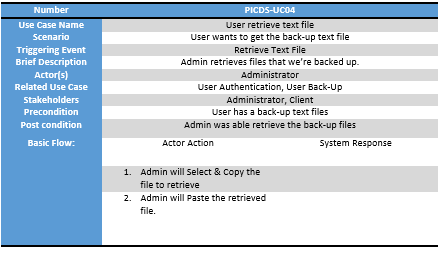 Number PICDS-UC04
Use Case Name User retrieve text file
Scenario User wants to get the back-up text file
Triggering Event Retrieve Text File
Brief Description Admin retrieves files that we're backed up.
Actor(s) Administrator
Related Use Case User Authentication, User Back-Up
Stakeholders Administrator, Client
Precondition User has a back-up text files
Post condition Admin was able retrieve the back-up files
Basic Flow: Actor Action System Response
1. Admin will Select & Copy the
file to retrieve
2. Admin will Paste the retrieved
file.